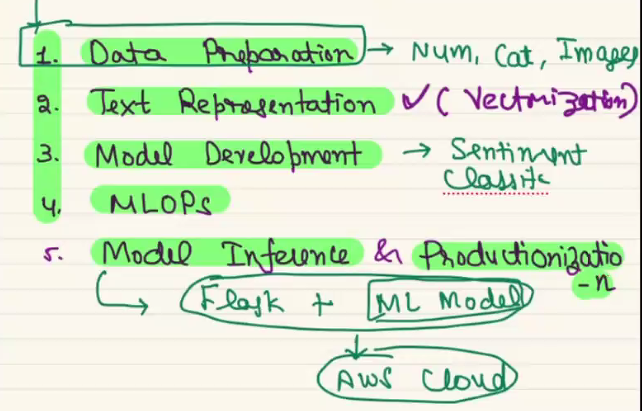 1. Data Preparation → Num, Cat, Images
2. Text Representation ✓ (Vectorization)
3. Model Development → Sentiment
Classific
4. MLOPs
5. Model Inference & Productionizatio
-n
Flask + ML Model
AWS Cloud